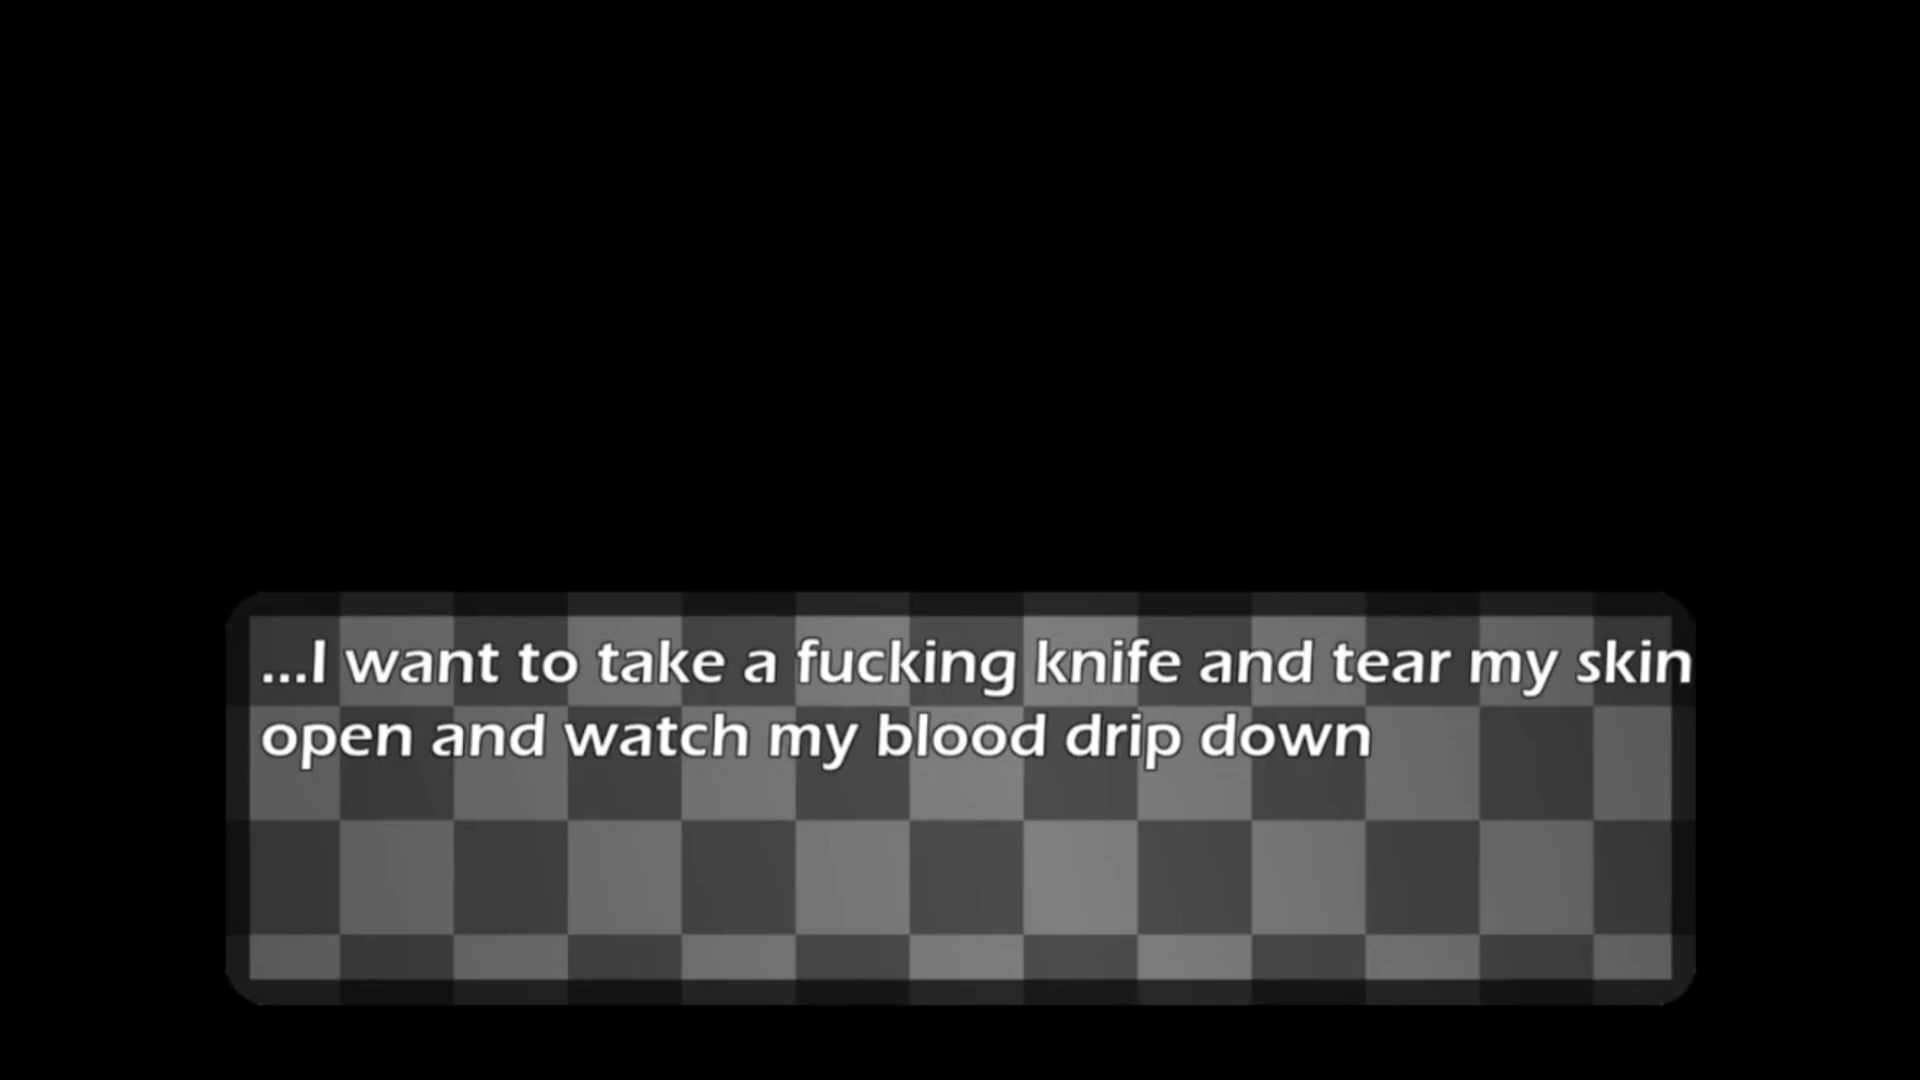 ...I want to take a fucking knife and tear my skin
open and watch my blood drip down